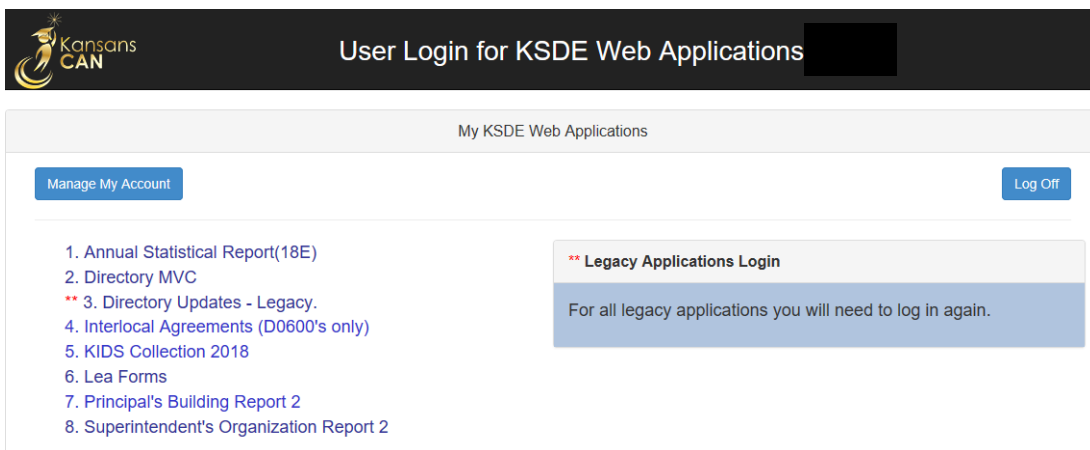 Kansans
CAN
User Login for KSDE Web Applications
My KSDE Web Applications
Manage My Account
Log Off
1. Annual Statistical Report(18E)
2. Directory MVC
** 3. Directory Updates - Legacy.
4. Interlocal Agreements (D0600's only)
5. KIDS Collection 2018
6. Lea Forms
7. Principal's Building Report 2
8. Superintendent's Organization Report 2
** Legacy Applications Login
For all legacy applications you will need to log in again.